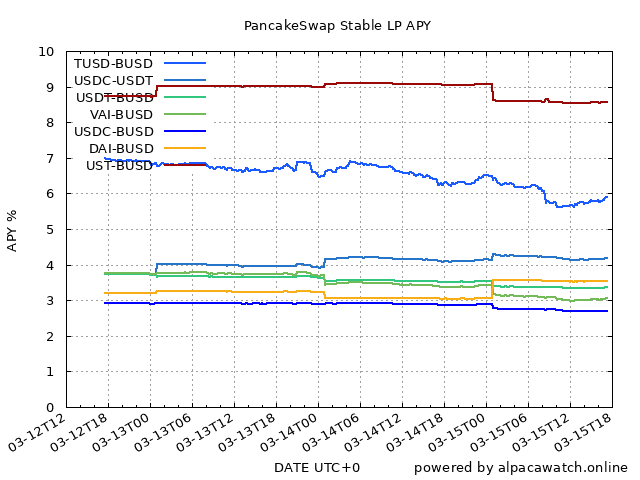 PancakeSwap Stable LP APY
APY %
10
9
8
7
6
5
4
3
2
1
0
TUSD-BUSD
USDC-USDT
USDT-BUSD
VAI-BUSD
USDC-BUSD
DAI-BUSD
UST-BUSD
03-12T12
03-12T18
03-13T00
03-13T06
03-13T12
03-13T18
03-14T00
03-14T06
03-14T12
03-14T18
03-15T00
03-15T06
03-15T12
03-15T18
DATE UTC+0
powered by alpacawatch.online